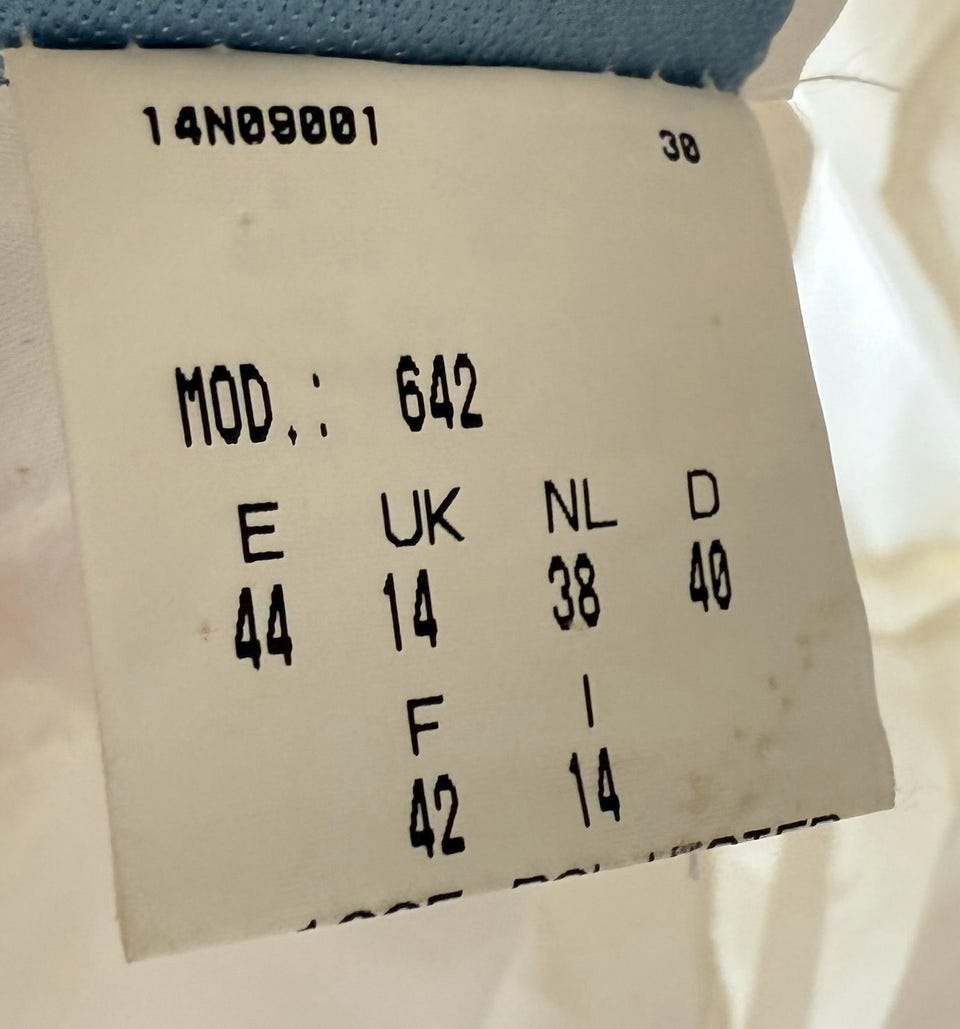 14N09001 30
MOD.: 642
E UK NL D
44 14 38 40
F I
42 14